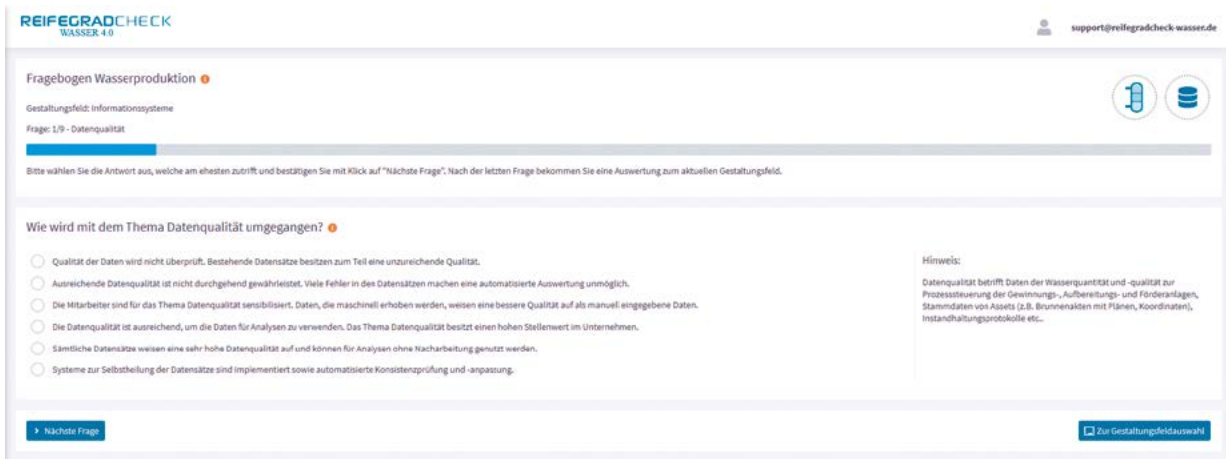 REIFEGRADCHECK
WASSER 4.0
support@reifegradcheck-wasser.de
Fragebogen Wasserproduktion
Gestaltungsfeld: Informationssysteme
Frage: 1/9 - Datenqualität
Bitte wählen Sie die Antwort aus, welche am ehesten zutrifft und bestätigen Sie mit Klick auf "Nächste Frage". Nach der letzten Frage bekommen Sie eine Auswertung zum aktuellen Gestaltungsfeld.
Wie wird mit dem Thema Datenqualität umgegangen?
Qualität der Daten wird nicht überprüft. Bestehende Datensätze besitzen zum Teil eine unzureichende Qualität.
Ausreichende Datenqualität ist nicht durchgehend gewährleistet. Viele Fehler in den Datensätzen machen eine automatisierte Auswertung unmöglich.
Die Mitarbeiter sind für das Thema Datenqualität sensibilisiert. Daten, die maschinell erhoben werden, weisen eine bessere Qualität auf als manuell eingegebene Daten.
Die Datenqualität ist ausreichend, um die Daten für Analysen zu verwenden. Das Thema Datenqualität besitzt einen hohen Stellenwert im Unternehmen.
Sämtliche Datensätze weisen eine sehr hohe Datenqualität auf und können für Analysen ohne Nacharbeitung genutzt werden.
Systeme zur Selbstheilung der Datensätze sind implementiert sowie automatisierte Konsistenzprüfung und -anpassung.
Hinweis:
Datenqualität betrifft Daten der Wasserquantität und -qualität zur
Prozesssteuerung der Gewinnungs-, Aufbereitungs- und Förderanlagen,
Stammdaten von Assets (z.B. Brunnenakten mit Plänen, Koordinaten),
Instandhaltungsprotokolle etc..
Nächste Frage
Zur Gestaltungsfeldauswahl